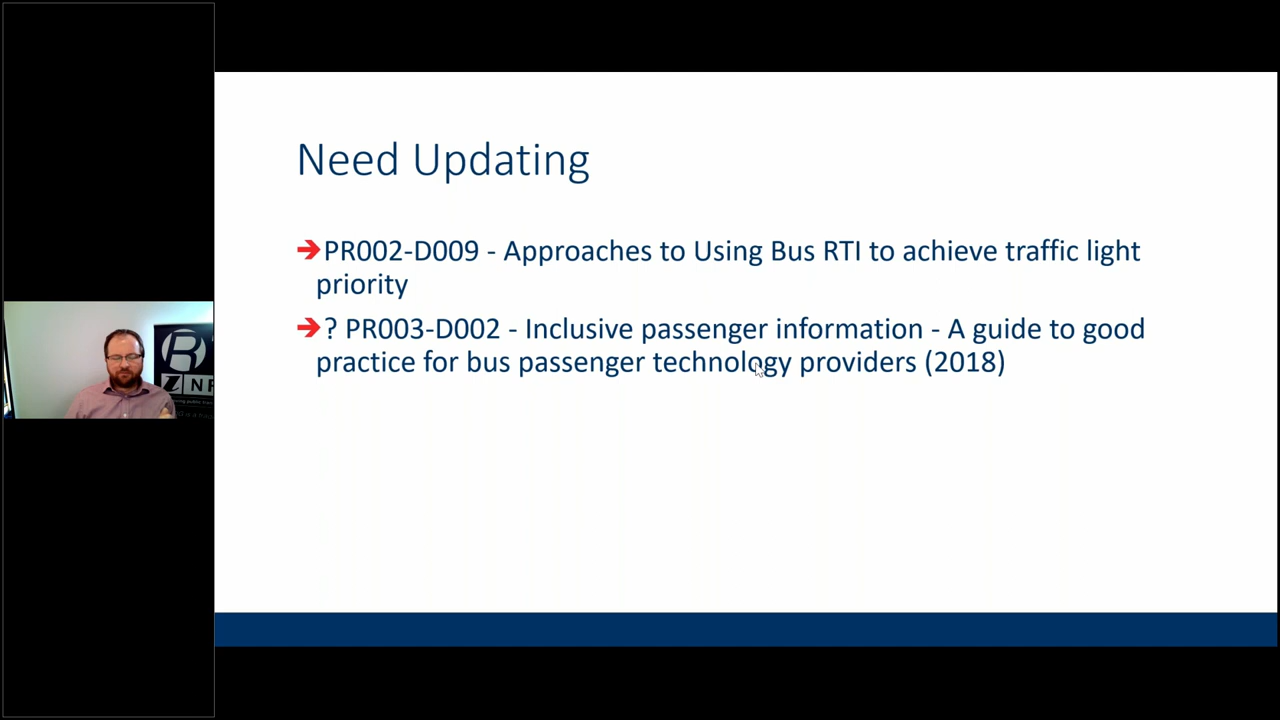 Need Updating
➔PR002-D009 - Approaches to Using Bus RTI to achieve traffic light
priority
➔? PR003-D002 - Inclusive passenger information - A guide to good
practice for bus passenger technology providers (2018)